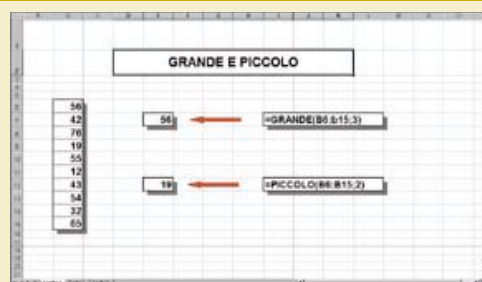 GRANDE E PICCOLO
56
42 56 =GRANDE(B6:b15;3)
76
19
55
12
43 19 =PICCOLO(B6:B15;2)
54
32
65